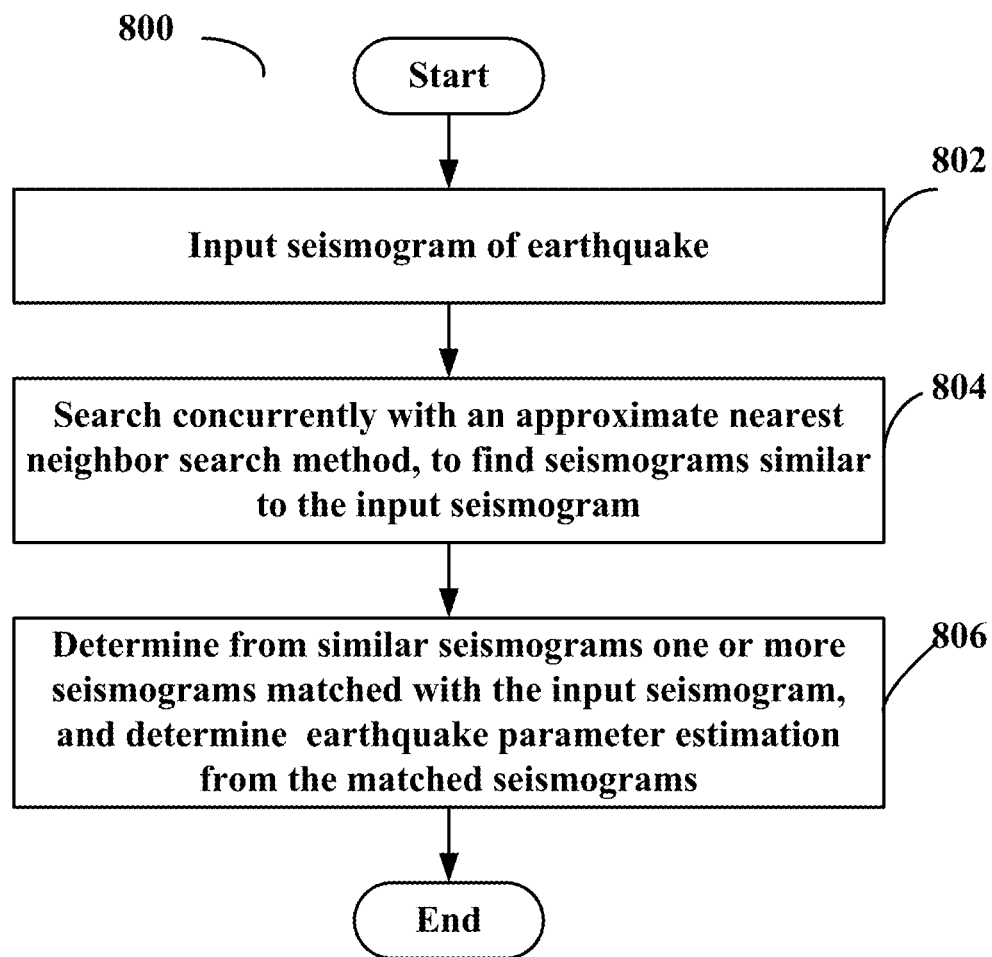 800
Start
802
Input seismogram of earthquake
804
Search concurrently with an approximate nearest
neighbor search method, to find seismograms similar
to the input seismogram
806
Determine from similar seismograms one or more
seismograms matched with the input seismogram,
and determine earthquake parameter estimation
from the matched seismograms
End